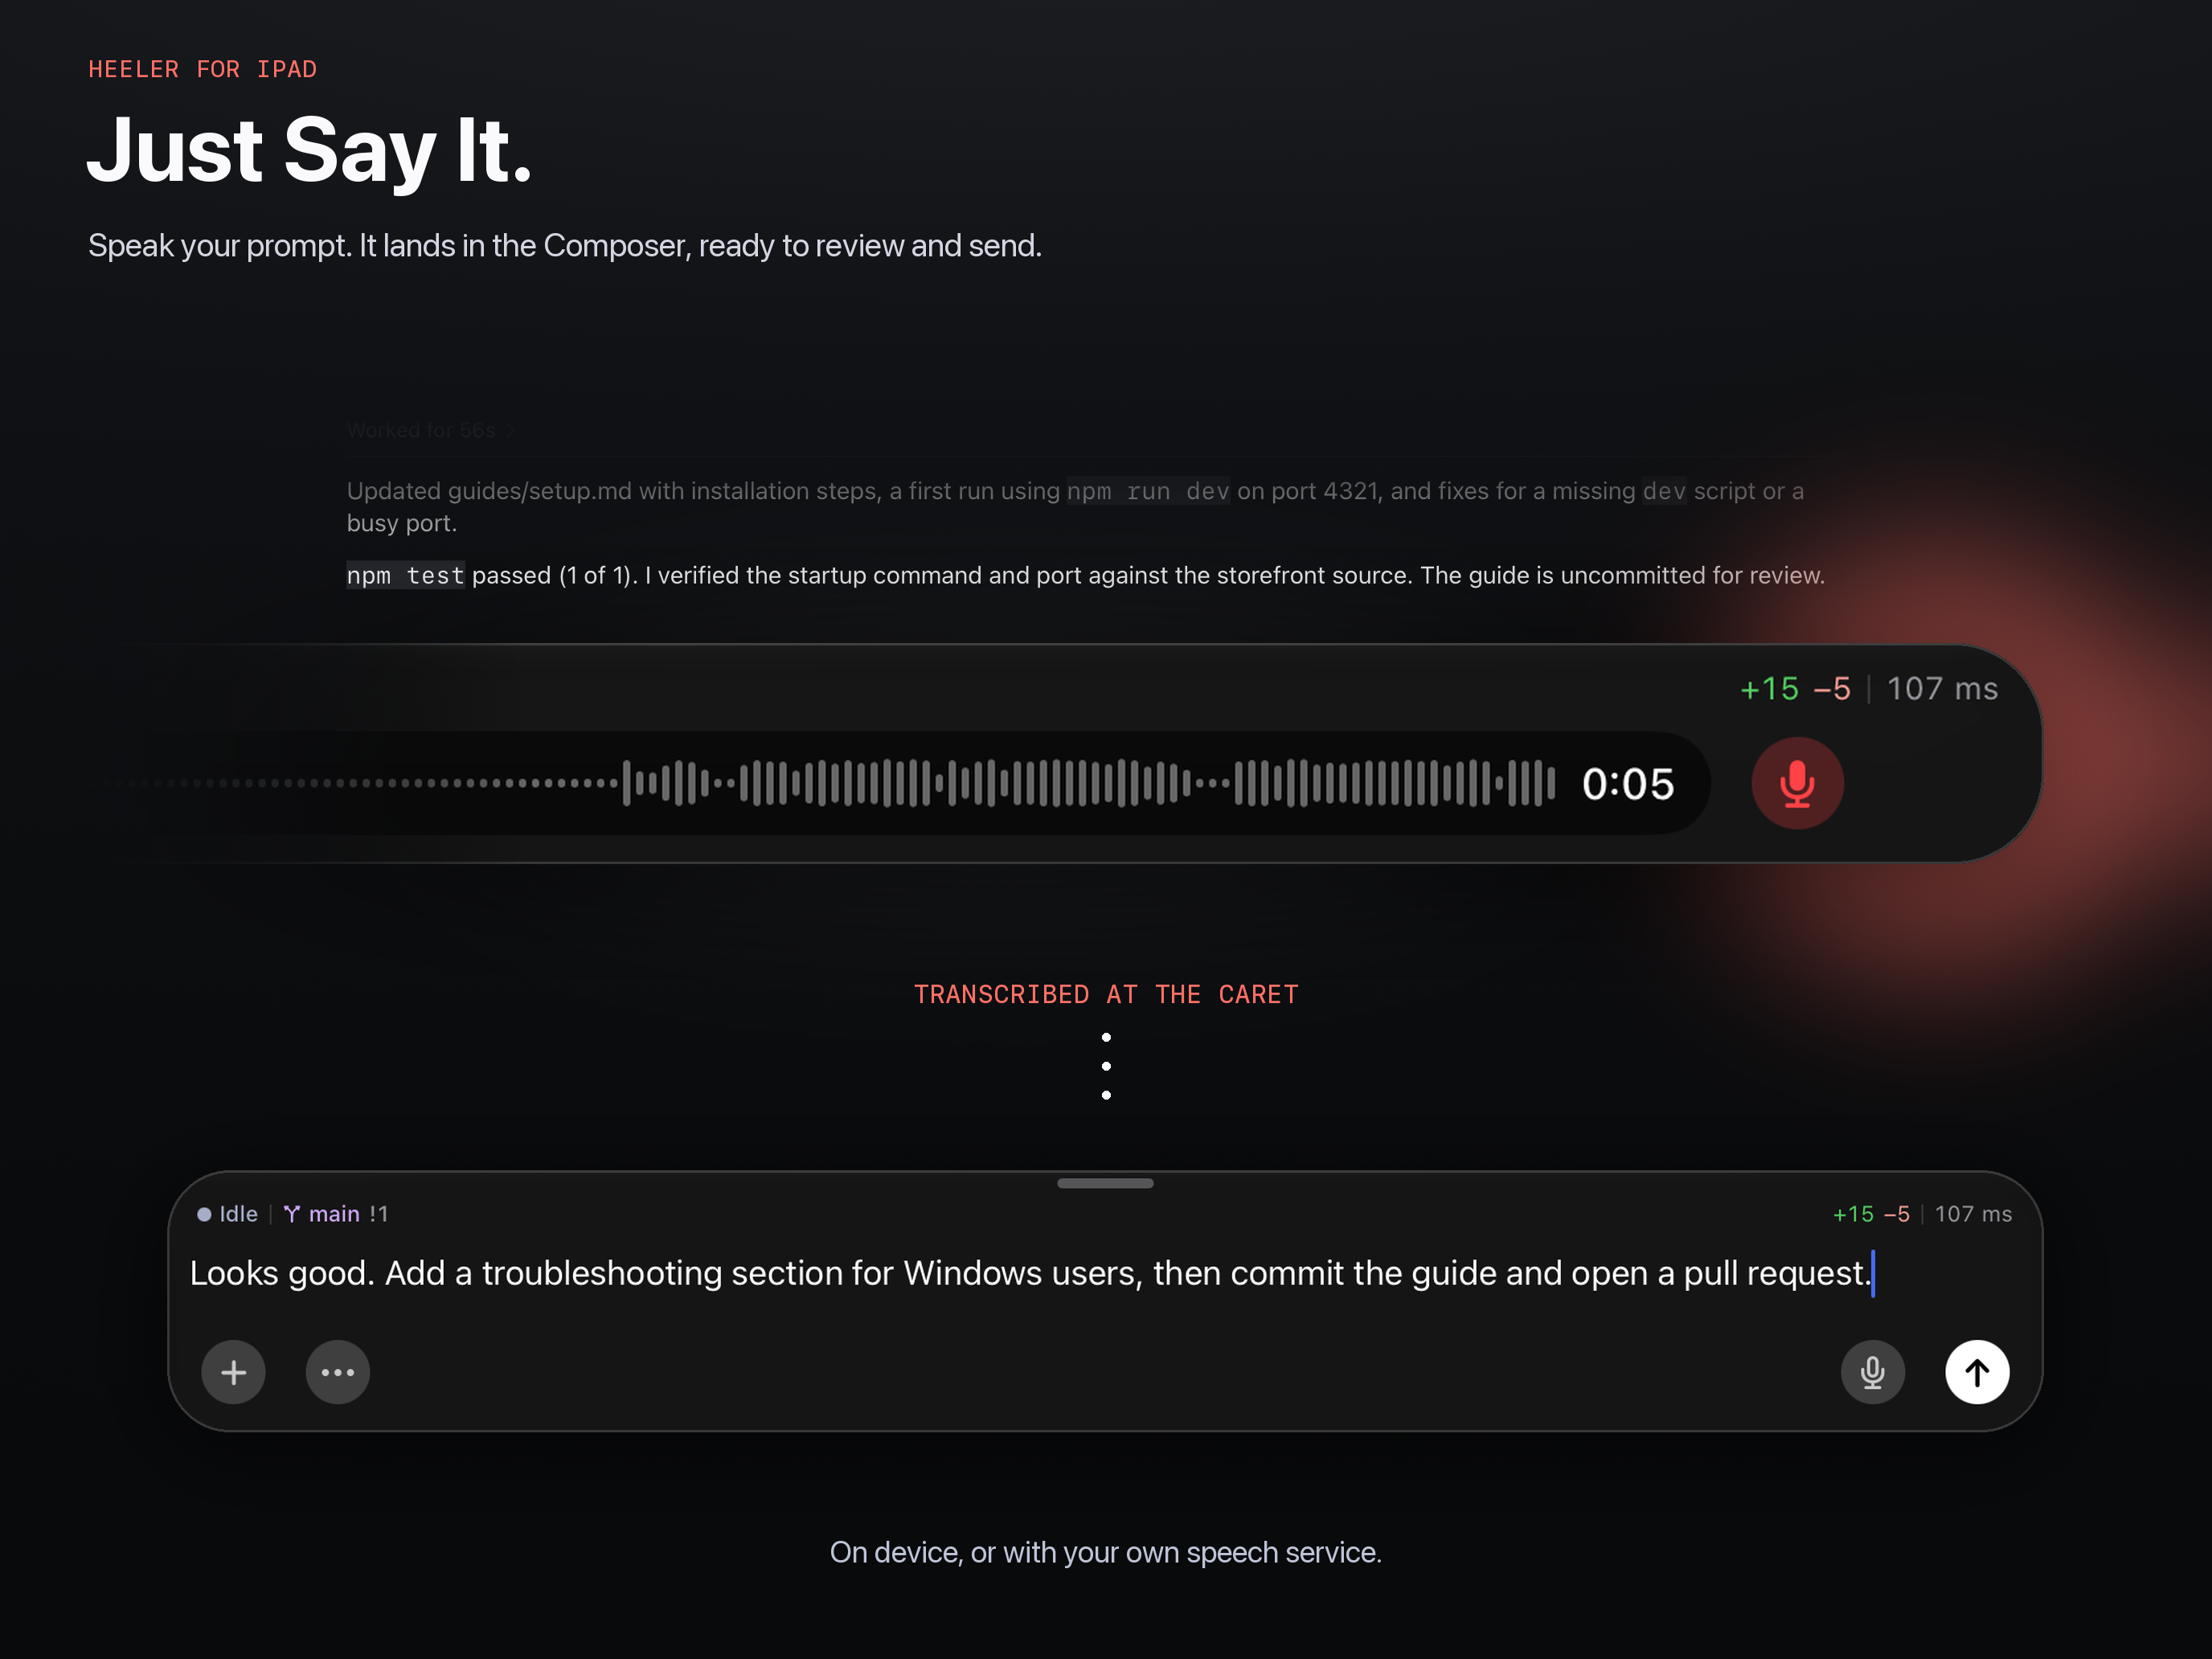 HEELER FOR IPAD
Just Say It.
Speak your prompt. It lands in the Composer, ready to review and send.
Worked for 56s >
Updated guides/setup.md with installation steps, a first run using npm run dev on port 4321, and fixes for a missing dev script or a
busy port.
npm test passed (1 of 1). I verified the startup command and port against the storefront source. The guide is uncommitted for review.
+15 −5 | 107 ms
0:05
TRANSCRIBED AT THE CARET
Idle | main !1
+15 −5 | 107 ms
Looks good. Add a troubleshooting section for Windows users, then commit the guide and open a pull request.
On device, or with your own speech service.